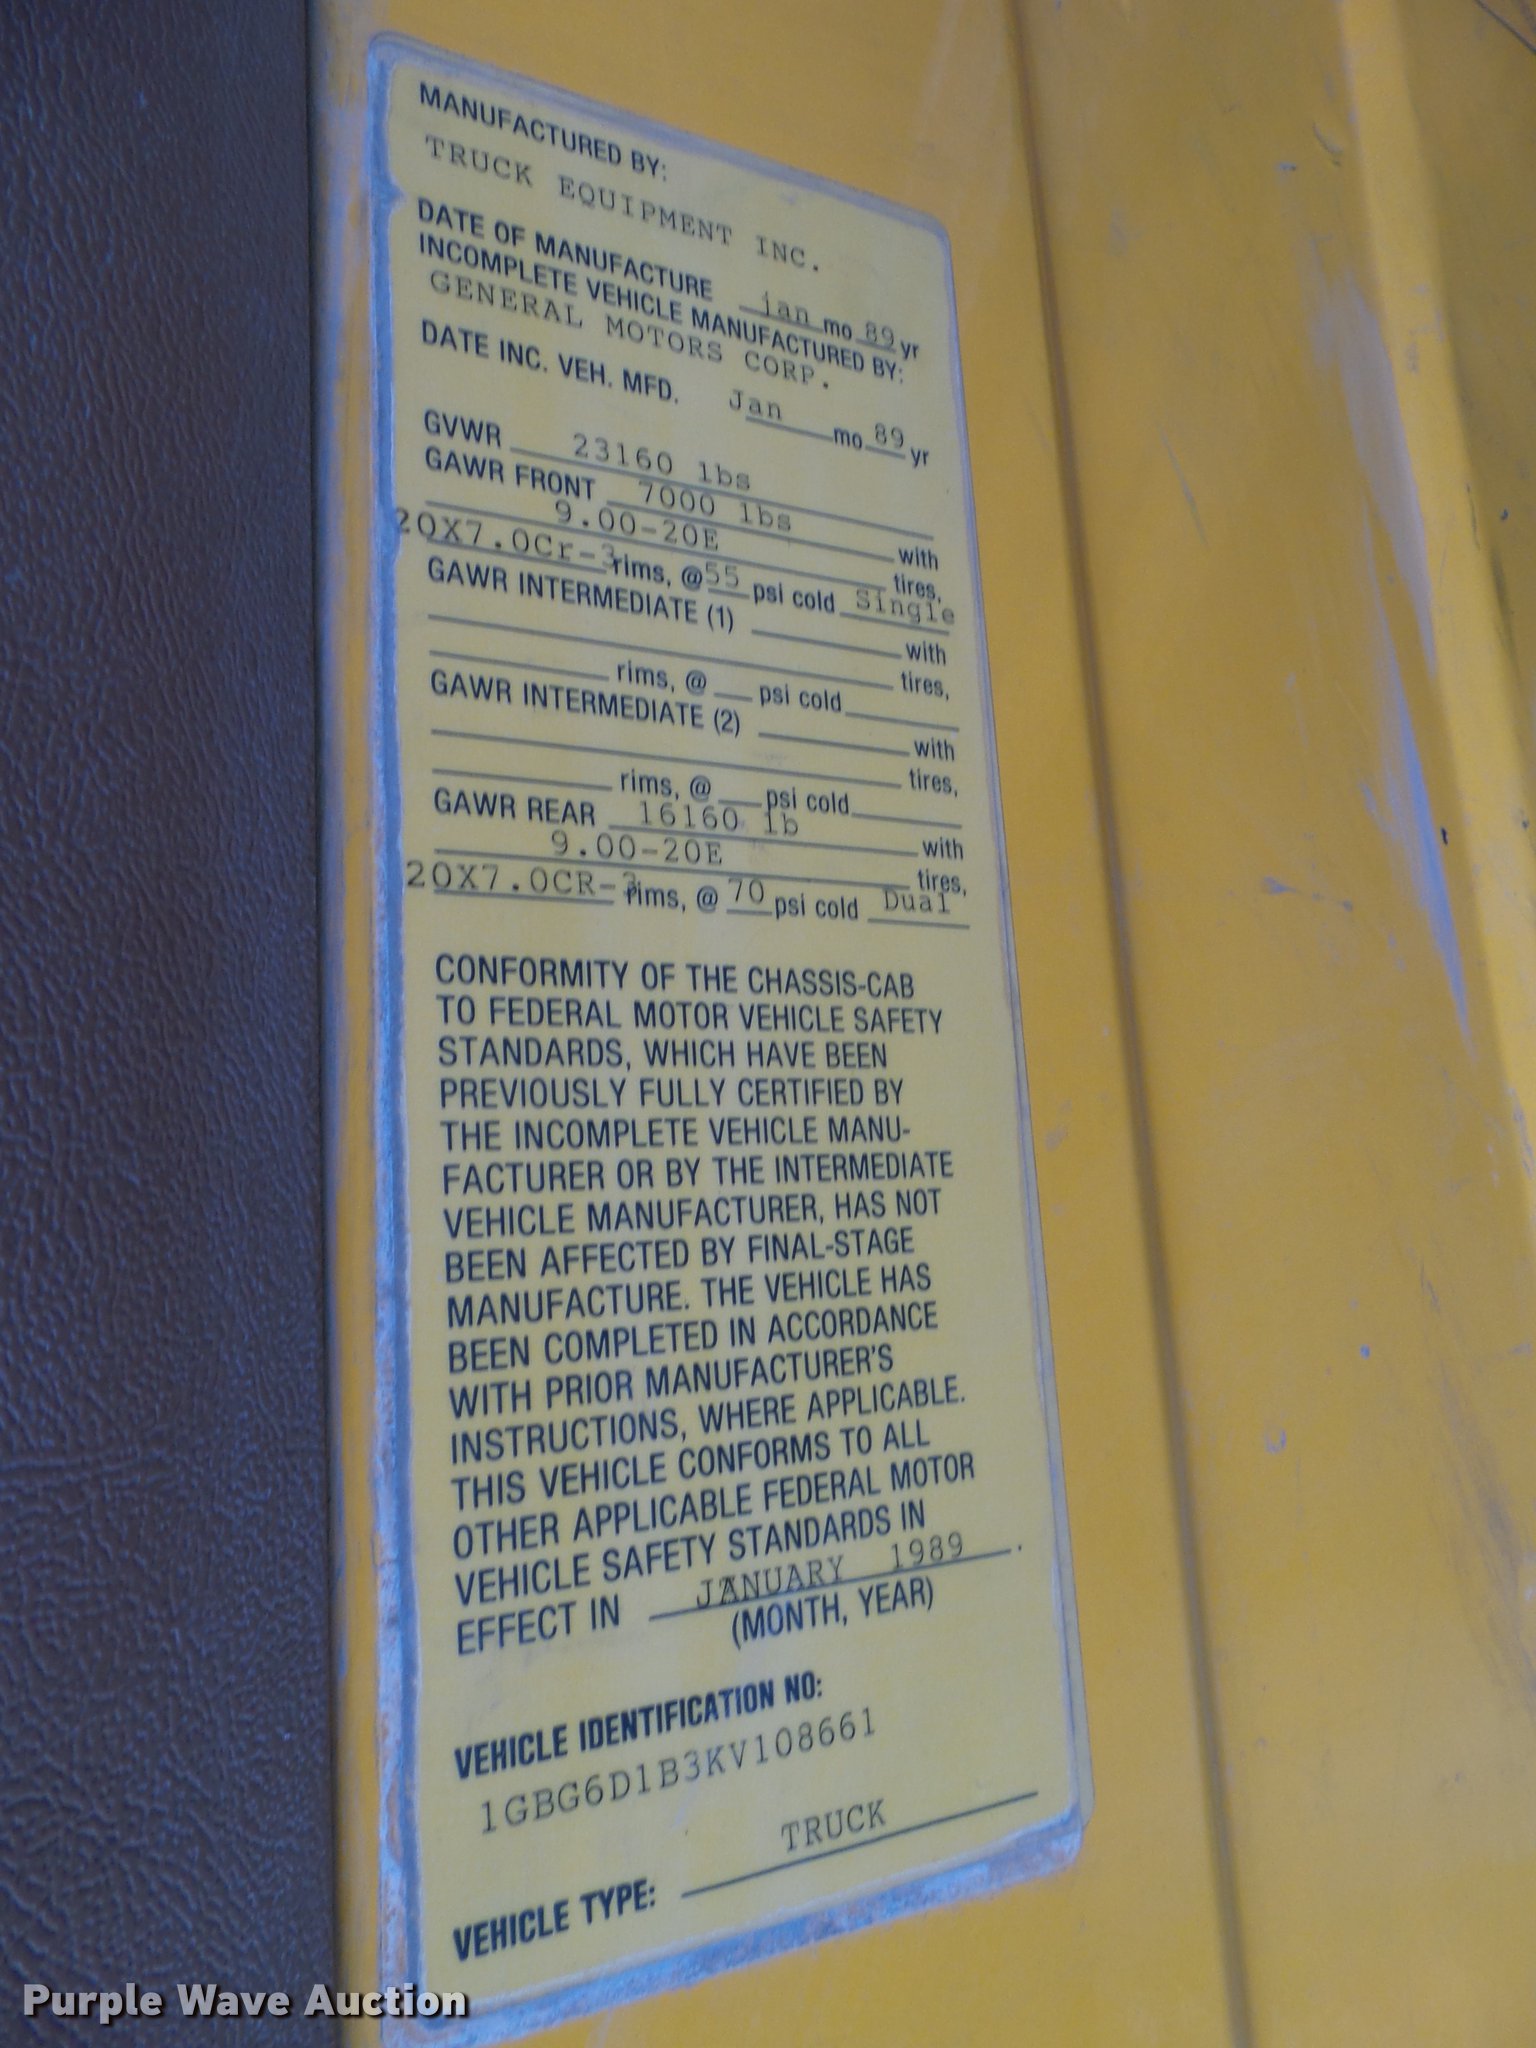 MANUFACTURED BY:
TRUCK EQUIPMENT INC.
DATE OF MANUFACTURE jan mo 89 yr
INCOMPLETE VEHICLE MANUFACTURED BY:
GENERAL MOTORS CORP.
DATE INC. VEH. MFD. Jan mo 89 yr
GVWR 23160 lbs
GAWR FRONT 7000 lbs with
9.00-20E tires,
20X7.0Cr-3 rims, @ 55 psi cold Single
GAWR INTERMEDIATE (1) with
tires,
rims, @ psi cold
GAWR INTERMEDIATE (2) with
tires,
rims, @ psi cold
GAWR REAR 16160 lb with
9.00-20E tires,
20X7.0CR-3 rims, @ 70 psi cold Dual
CONFORMITY OF THE CHASSIS-CAB
TO FEDERAL MOTOR VEHICLE SAFETY
STANDARDS, WHICH HAVE BEEN
PREVIOUSLY FULLY CERTIFIED BY
THE INCOMPLETE VEHICLE MANU-
FACTURER OR BY THE INTERMEDIATE
VEHICLE MANUFACTURER, HAS NOT
BEEN AFFECTED BY FINAL-STAGE
MANUFACTURE. THE VEHICLE HAS
BEEN COMPLETED IN ACCORDANCE
WITH PRIOR MANUFACTURER'S
INSTRUCTIONS, WHERE APPLICABLE.
THIS VEHICLE CONFORMS TO ALL
OTHER APPLICABLE FEDERAL MOTOR
VEHICLE SAFETY STANDARDS IN
EFFECT IN JANUARY 1989.
(MONTH, YEAR)
VEHICLE IDENTIFICATION NO:
1GBG6D1B3KV108661
VEHICLE TYPE: TRUCK
Purple Wave Auction